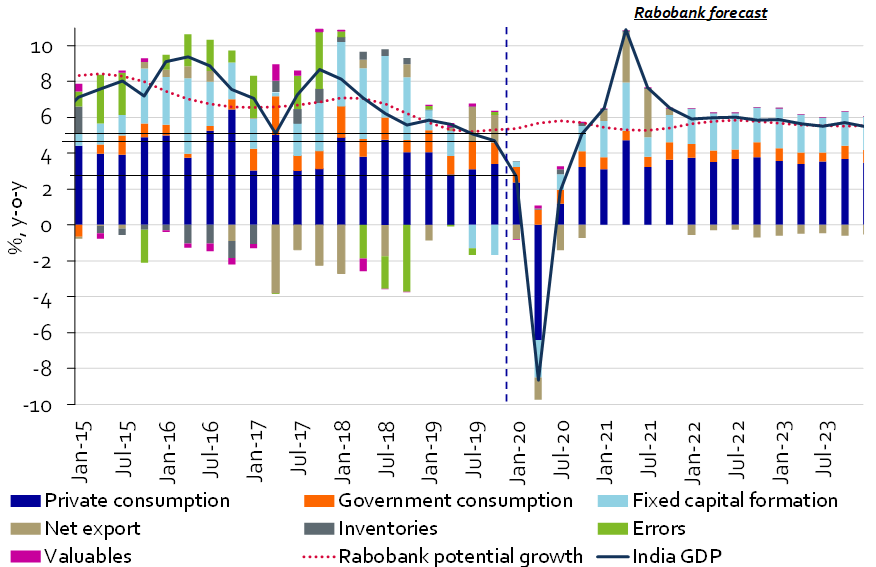 Rabobank forecast
%, y-o-y
10
8
6
4
2
0
-2
-4
-6
-8
-10
Jan-15
Jul-15
Jan-16
Jul-16
Jan-17
Jul-17
Jan-18
Jul-18
Jan-19
Jul-19
Jan-20
Jul-20
Jan-21
Jul-21
Jan-22
Jul-22
Jan-23
Jul-23
Private consumption
Government consumption
Fixed capital formation
Net export
Inventories
Errors
Valuables
Rabobank potential growth
India GDP